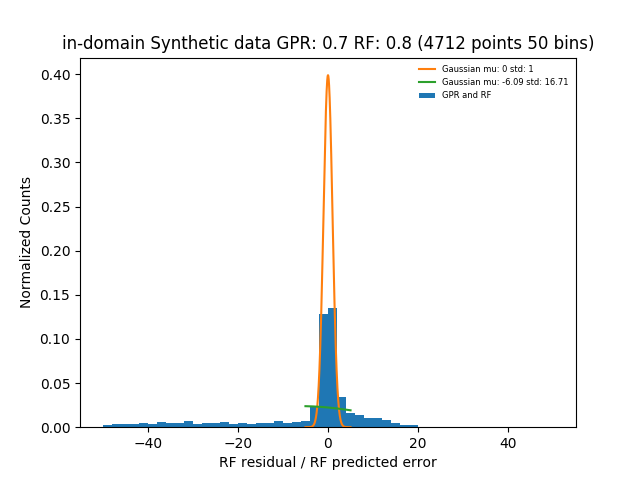 in-domain Synthetic data GPR: 0.7 RF: 0.8 (4712 points 50 bins)
Gaussian mu: 0 std: 1
Gaussian mu: -6.09 std: 16.71
GPR and RF
Normalized Counts
0.40
0.35
0.30
0.25
0.20
0.15
0.10
0.05
0.00
−40 −20 0 20 40
RF residual / RF predicted error